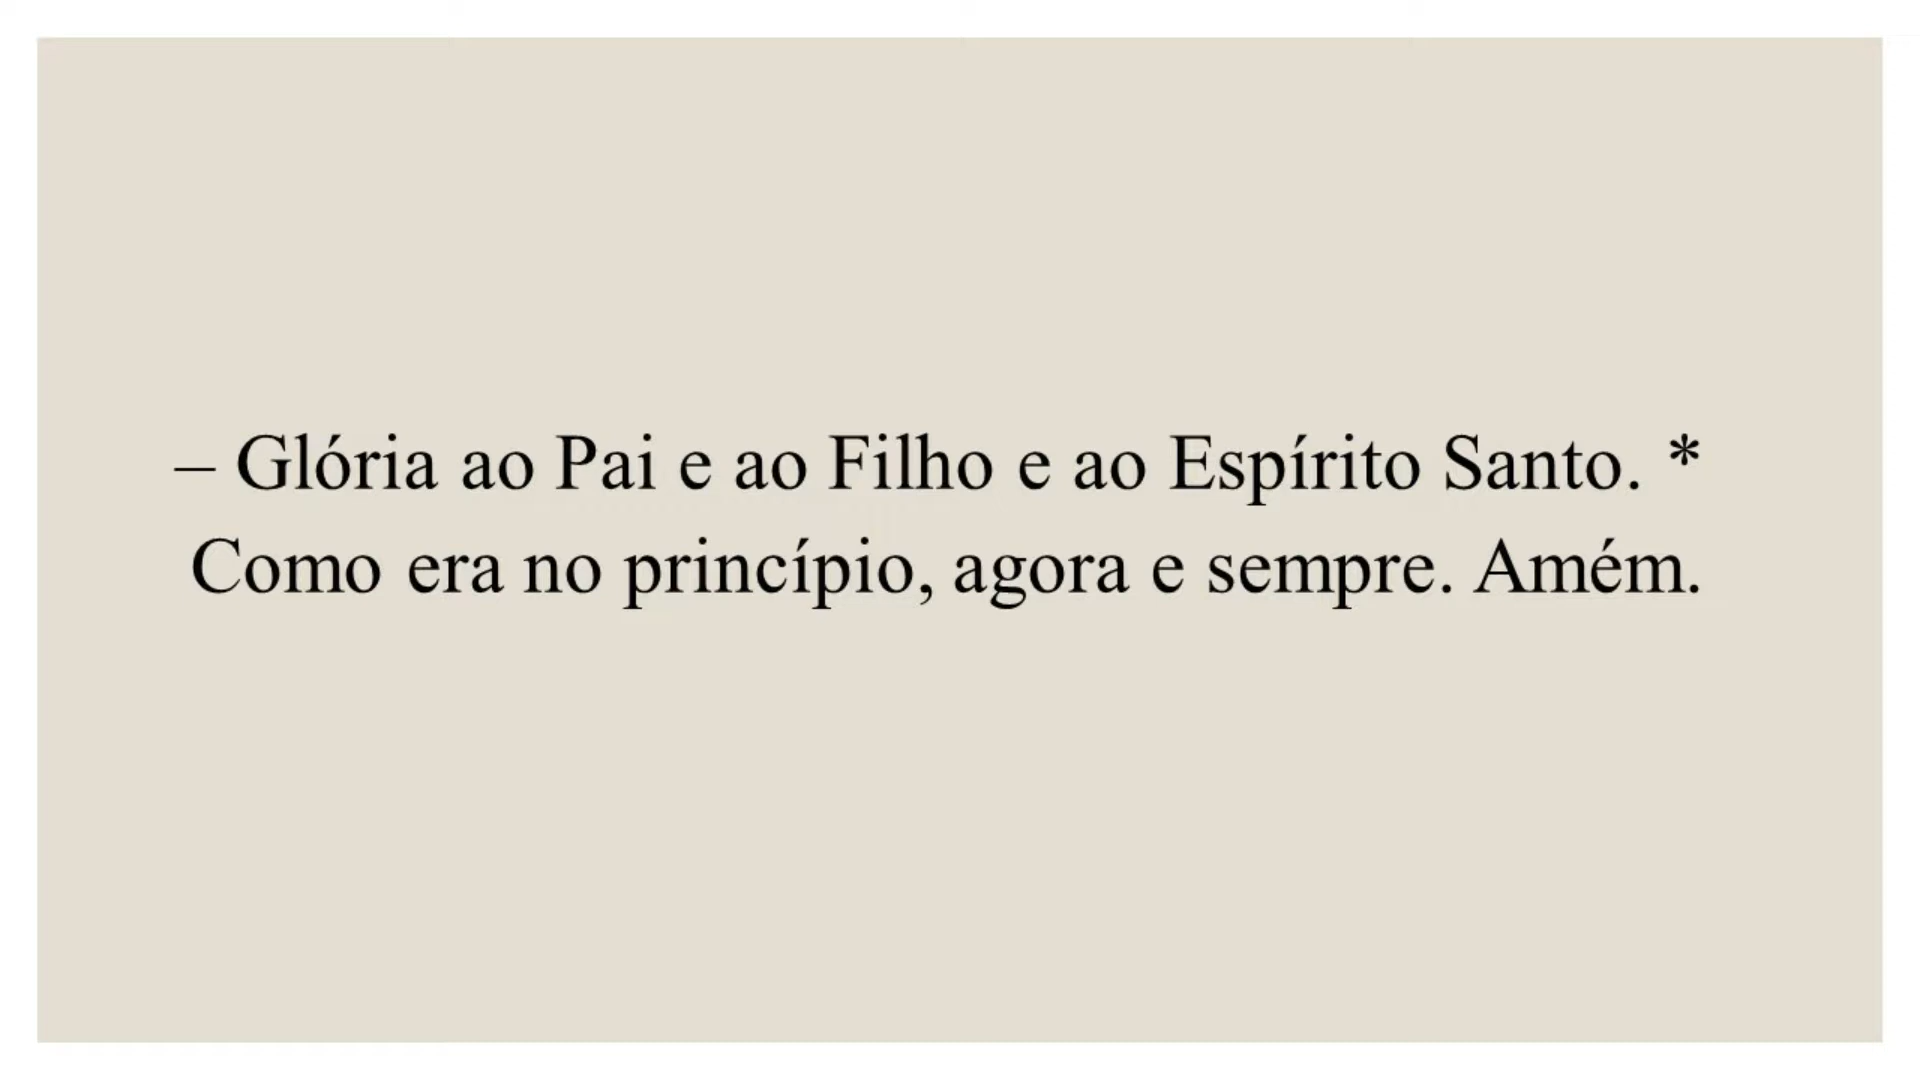 – Glória ao Pai e ao Filho e ao Espírito Santo. *
Como era no princípio, agora e sempre. Amém.